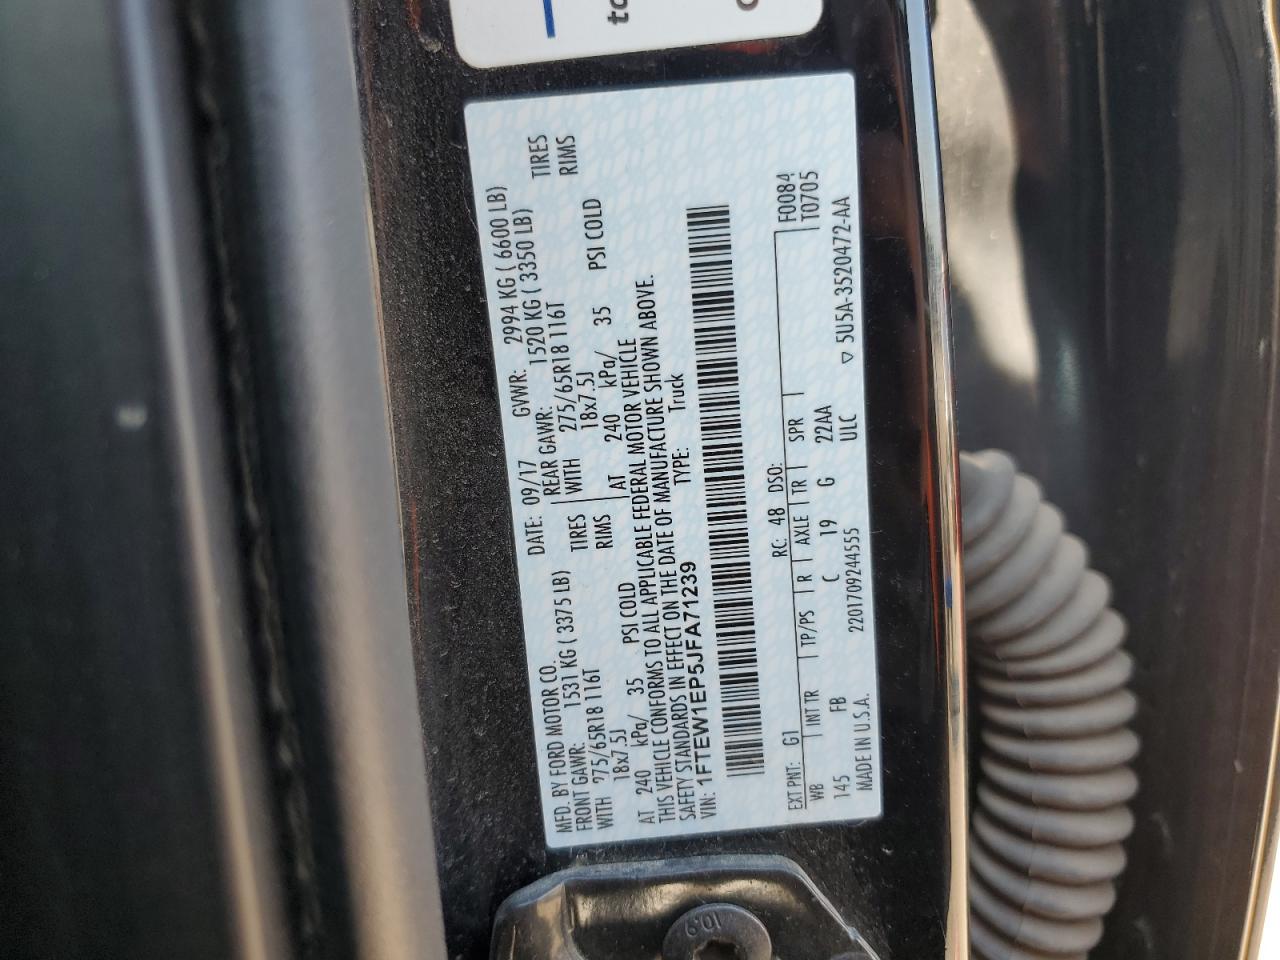 MFD. BY FORD MOTOR CO. DATE: 09/17 GVWR: 2994 KG ( 6600 LB)
FRONT GAWR: 1531 KG ( 3375 LB) REAR GAWR: 1520 KG ( 3350 LB)
WITH 275/65R18 116T TIRES WITH 275/65R18 116T TIRES
18x7.5J RIMS 18x7.5J RIMS
AT 240 kPa/ 35 PSI COLD AT 240 kPa/ 35 PSI COLD
THIS VEHICLE CONFORMS TO ALL APPLICABLE FEDERAL MOTOR VEHICLE
SAFETY STANDARDS IN EFFECT ON THE DATE OF MANUFACTURE SHOWN ABOVE.
VIN: 1FTEW1EP5JFA71239 TYPE: Truck
EXT PNT: G1 RC: 48 DSO: F0084
WB INT TR TP/PS R AXLE TR SPR T0705
145 FB C 19 G 22AA
MADE IN U.S.A. 220170924555 ULC ▽ 5U5A-3520472-AA
10.9